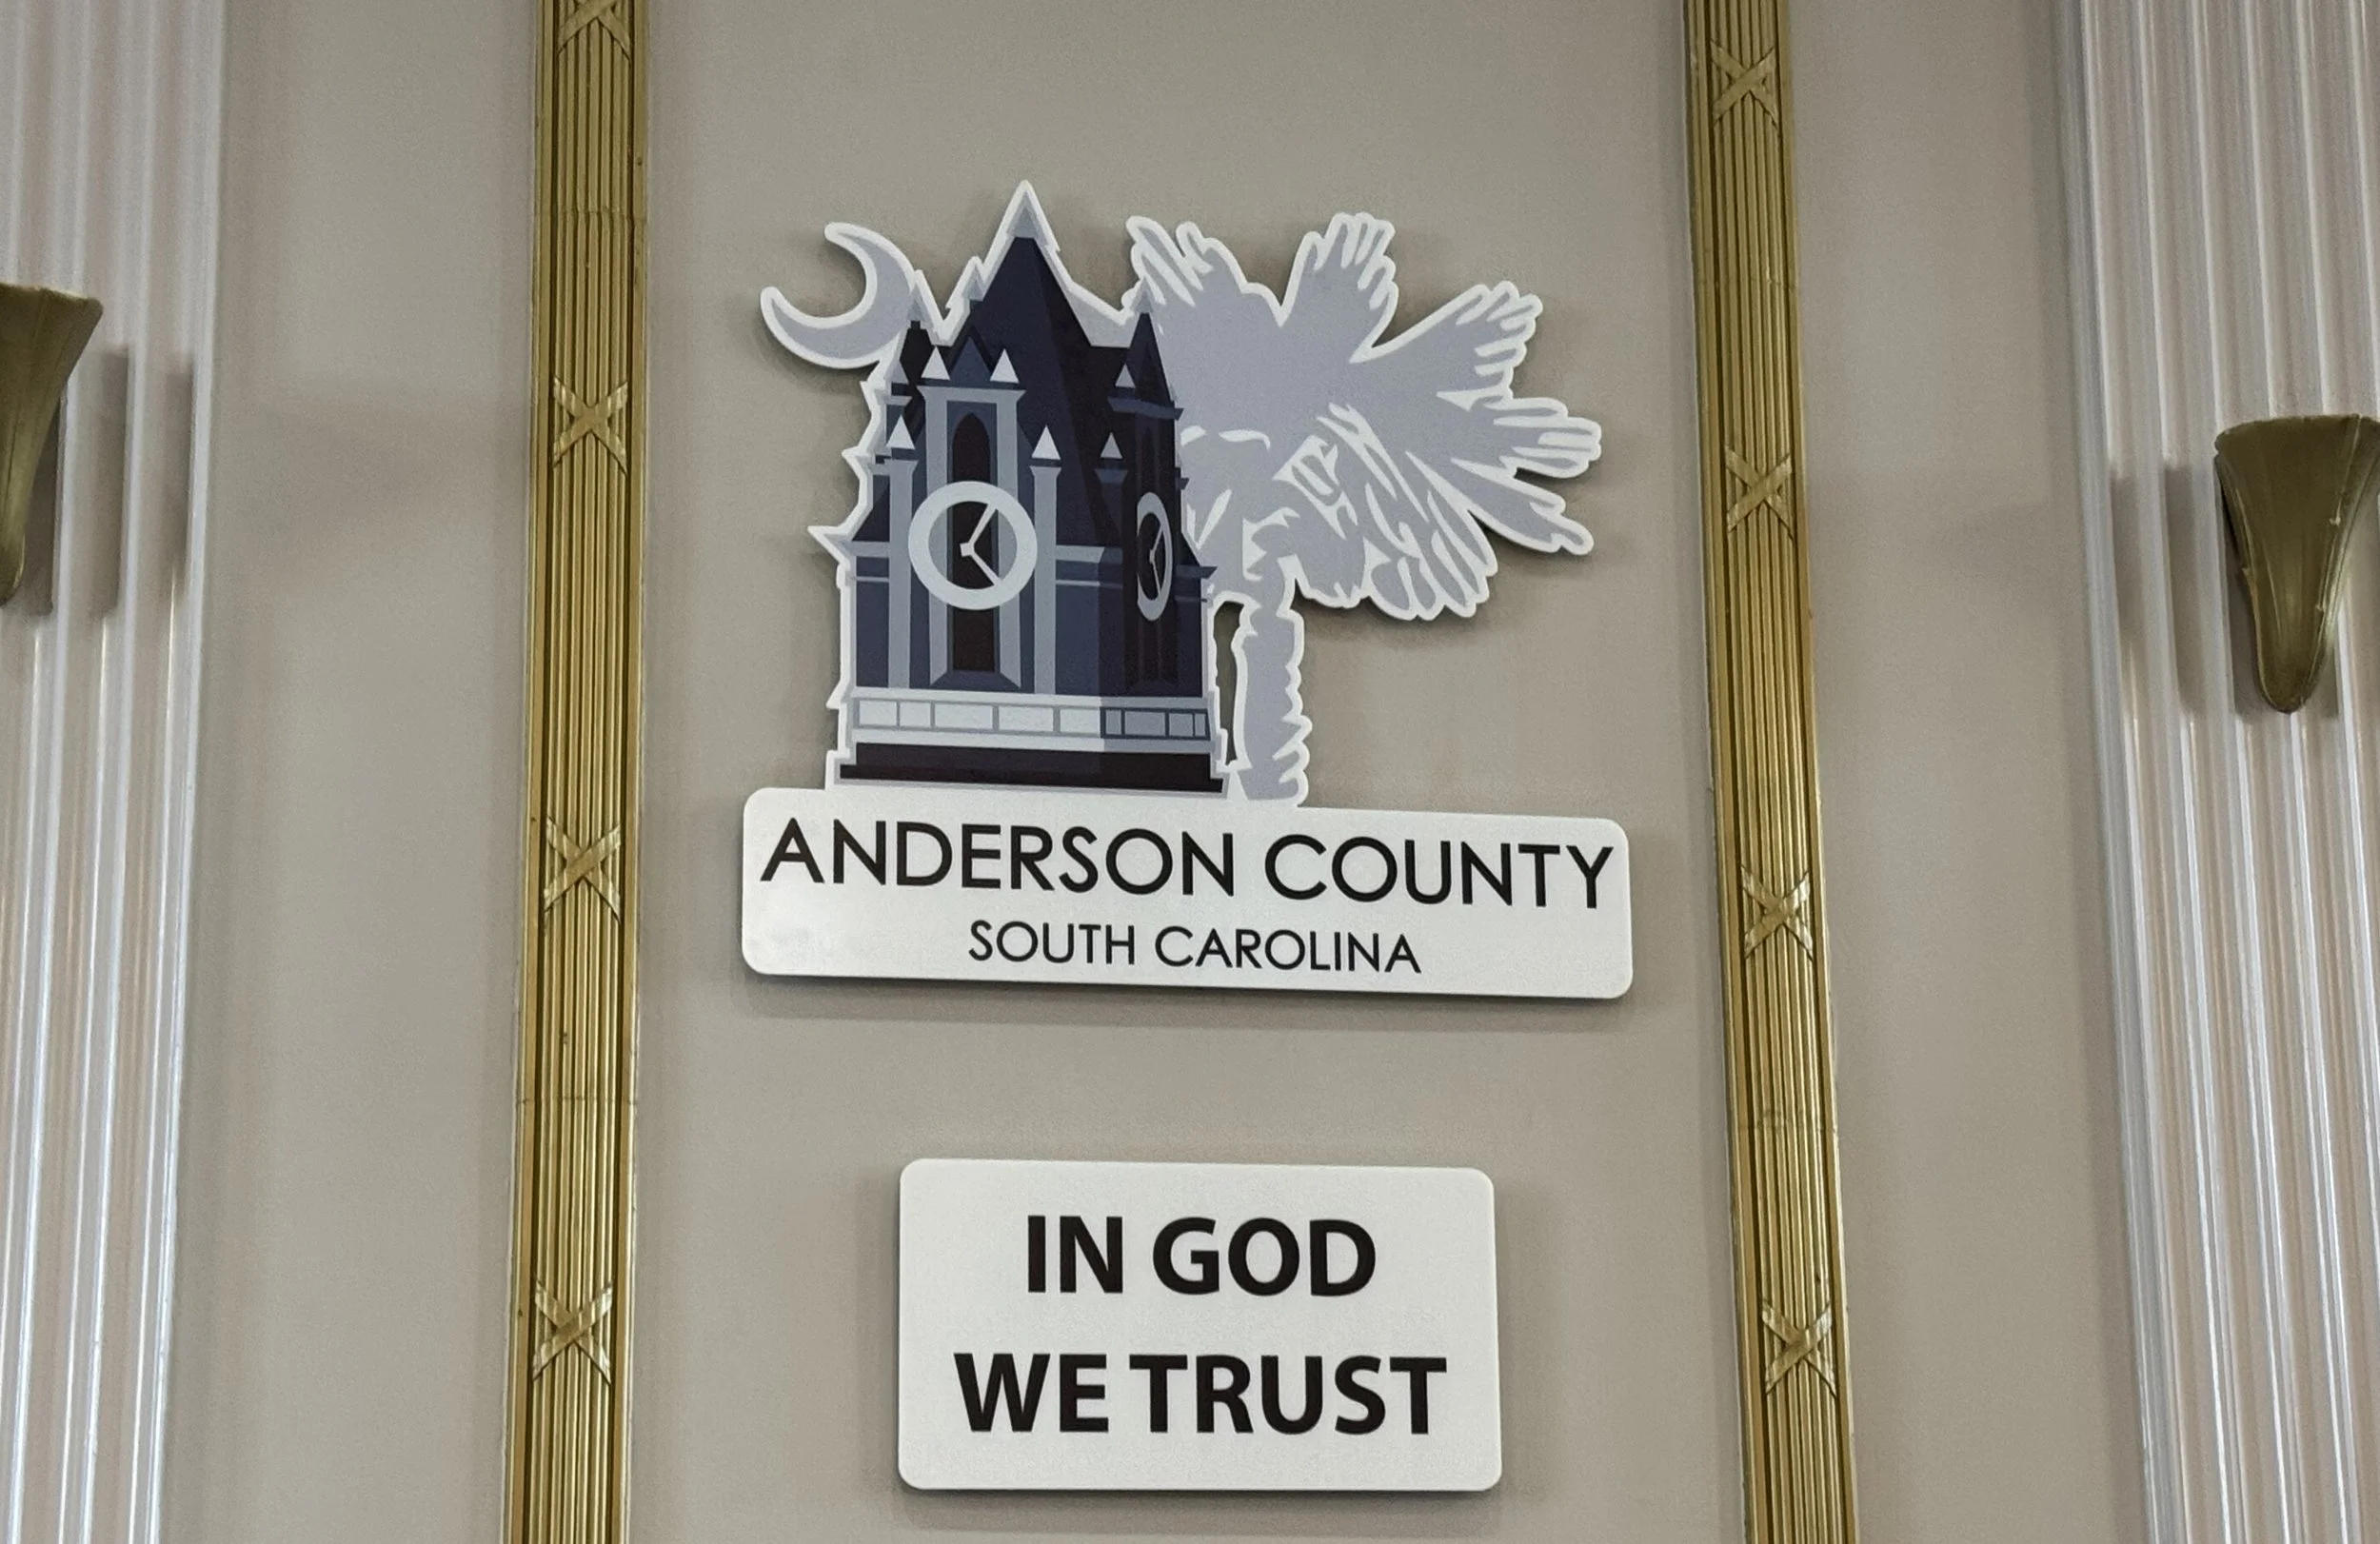 ANDERSON COUNTY
SOUTH CAROLINA
IN GOD
WE TRUST